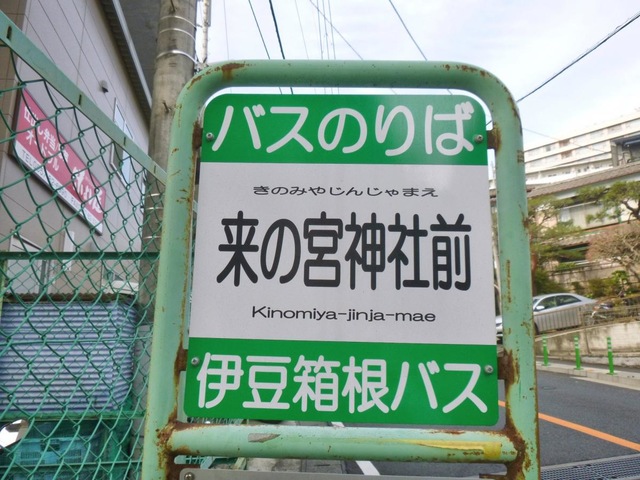 バスのりば
きのみやじんじゃまえ
来の宮神社前
Kinomiya-jinja-mae
伊豆箱根バス